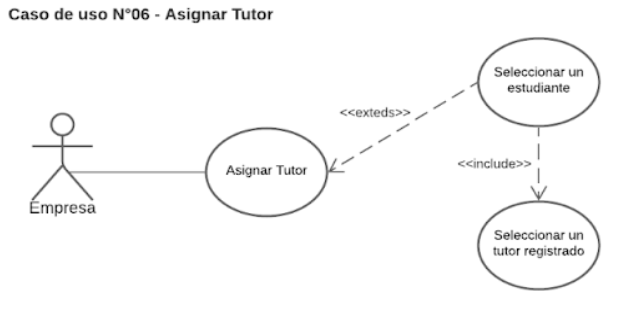 Caso de uso N°06 - Asignar Tutor
Seleccionar un
estudiante
<<exteds>>
Asignar Tutor
<<include>>
Empresa
Seleccionar un
tutor registrado